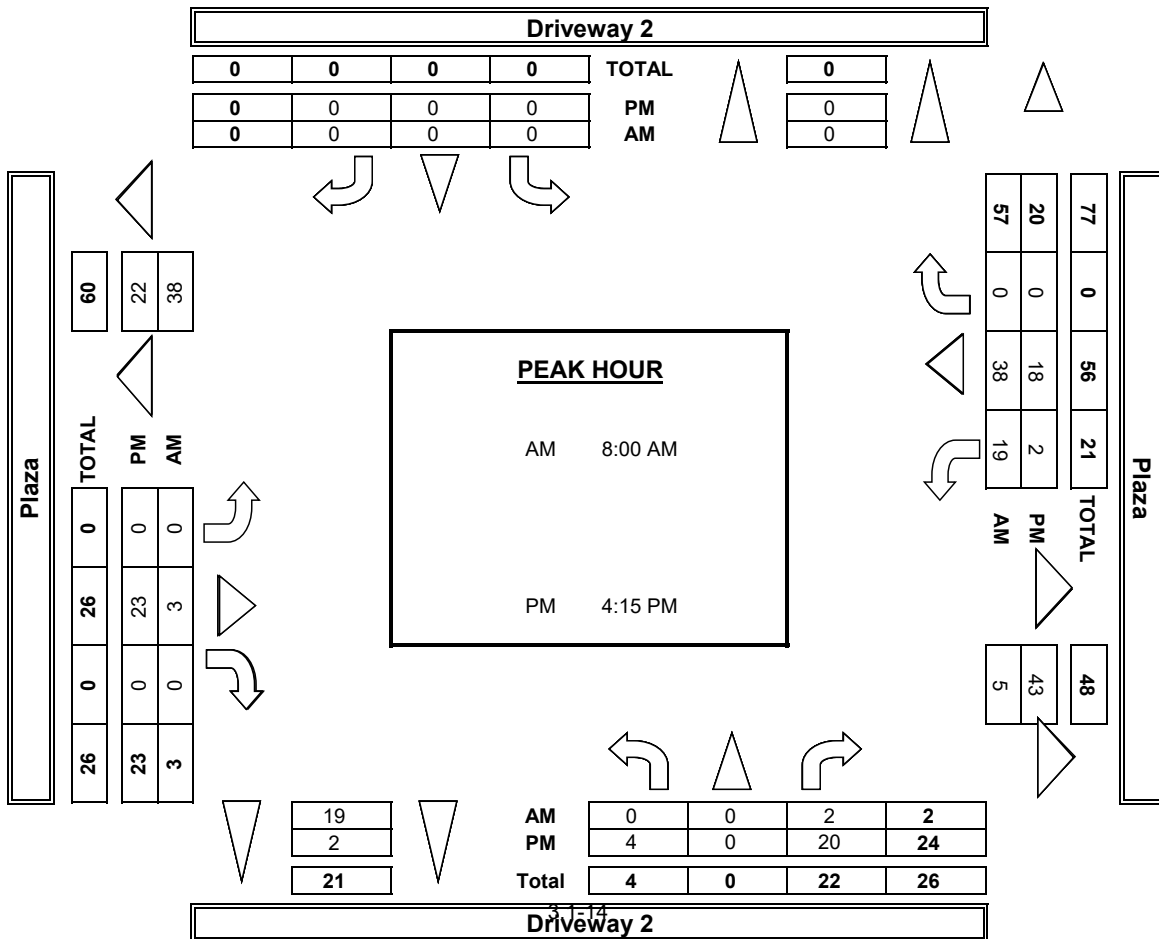 Driveway 2
0 0 0 0 TOTAL 0
0 0 0 0 PM 0
0 0 0 0 AM 0
Plaza
60 22 38
TOTAL PM AM
0 0 0
26 23 3
0 0 0
26 23 3
PEAK HOUR
AM 8:00 AM
PM 4:15 PM
57 20 77
0 0 0
38 18 56
19 2 21
AM PM TOTAL
5 43 48
Plaza
19 AM 0 0 2 2
2 PM 4 0 20 24
21 Total 4 0 22 26
3.1-14
Driveway 2